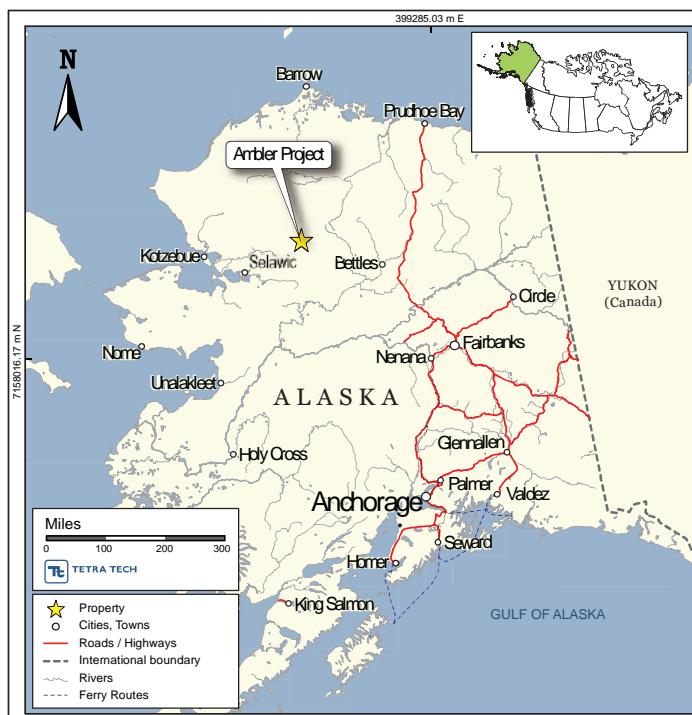 399285.03 m E
N
Barrow
Prudhoe Bay
Ambler Project
Kotzebue
Selawic
Bettles
YUKON
(Canada)
Circle
7158016.17 m N
Nome
Fairbanks
Nenana
Unalakleet
ALASKA
Glennallen
Holy Cross
Palmer
Anchorage
Valdez
Miles
0 100 200 300
TETRA TECH
Seward
Homer
King Salmon
GULF OF ALASKA
Property
Cities, Towns
Roads / Highways
International boundary
Rivers
Ferry Routes